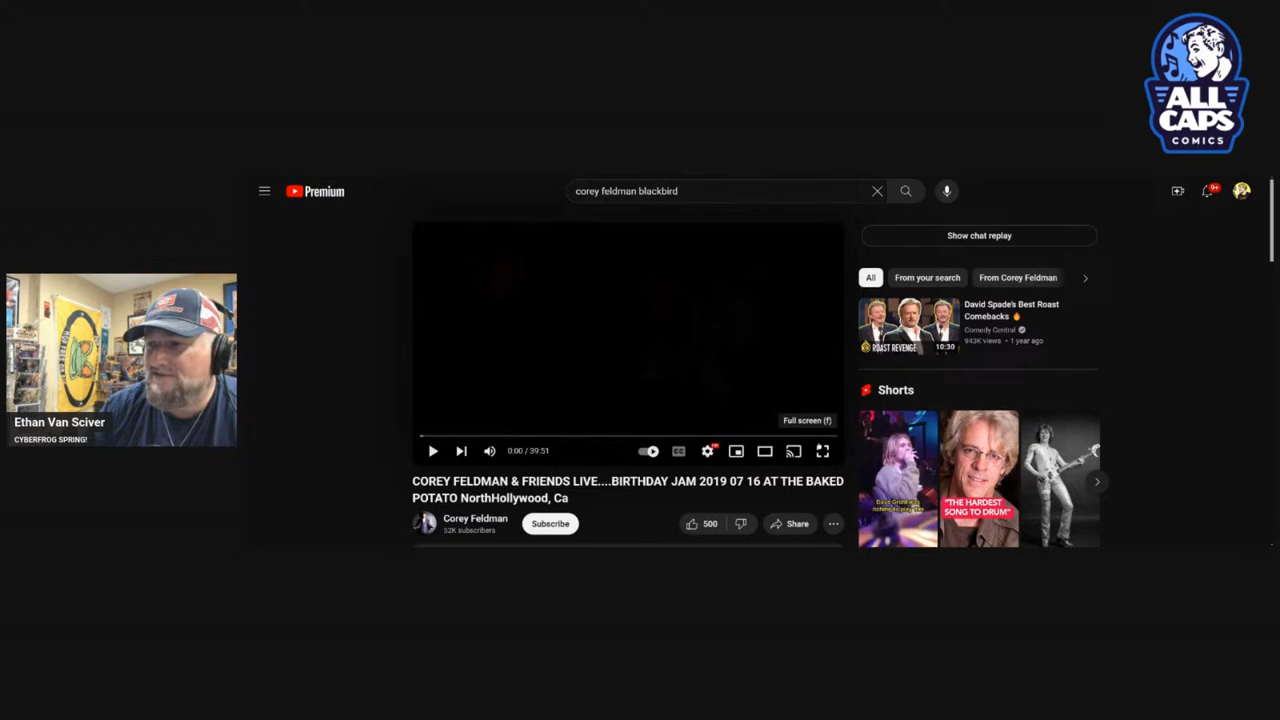 ALL
CAPS
COMICS
Premium
corey feldman blackbird
9+
Show chat replay
All
From your search
From Corey Feldman
David Spade's Best Roast
Comebacks 🔥
Comedy Central
943K views • 1 year ago
ROAST REVENGE
10:30
Shorts
"THE HARDEST
SONG TO DRUM"
Full screen (f)
0:00 / 39:51
CC
HD
COREY FELDMAN & FRIENDS LIVE....BIRTHDAY JAM 2019 07 16 AT THE BAKED
POTATO NorthHollywood, Ca
Corey Feldman
52K subscribers
Subscribe
500
Share
Ethan Van Sciver
CYBERFROG SPRING!